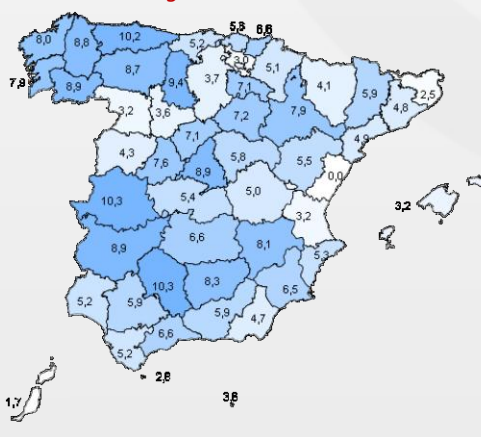 5,3 6,6
8,0 8,8 10,2 5,2 3,0 5,1
7,9 8,9 8,7 9,4 3,7 7,1 4,1 5,9 4,8 2,5
3,2 3,6 7,2 7,9
4,3 7,6 7,1 8,9 5,8 5,5 4,9
10,3 5,4 5,0 0,0 3,2
8,9 6,6 8,1 3,2 5,3
5,2 5,9 10,3 8,3 6,5
5,2 6,6 5,9 4,7
1,7